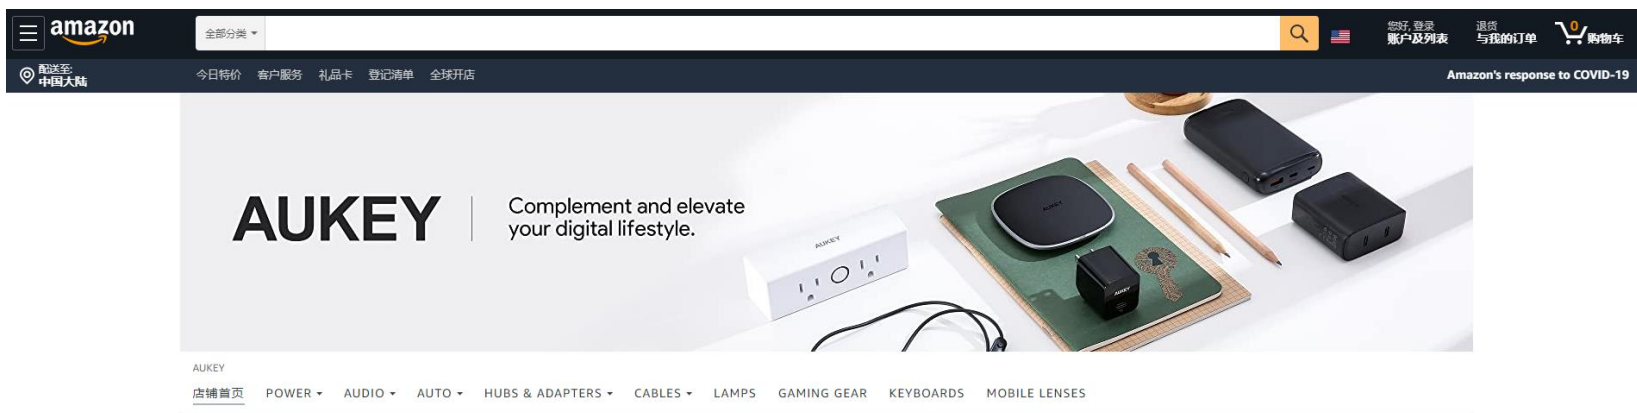 amazon
全部分类
您好, 登录
账户及列表
退货
与我的订单
0
购物车
配送至:
中国大陆
今日特价 客户服务 礼品卡 登记清单 全球开店
Amazon's response to COVID-19
AUKEY
Complement and elevate
your digital lifestyle.
AUKEY
AUKEY
AUKEY
AUKEY
店铺首页 POWER AUDIO AUTO HUBS & ADAPTERS CABLES LAMPS GAMING GEAR KEYBOARDS MOBILE LENSES